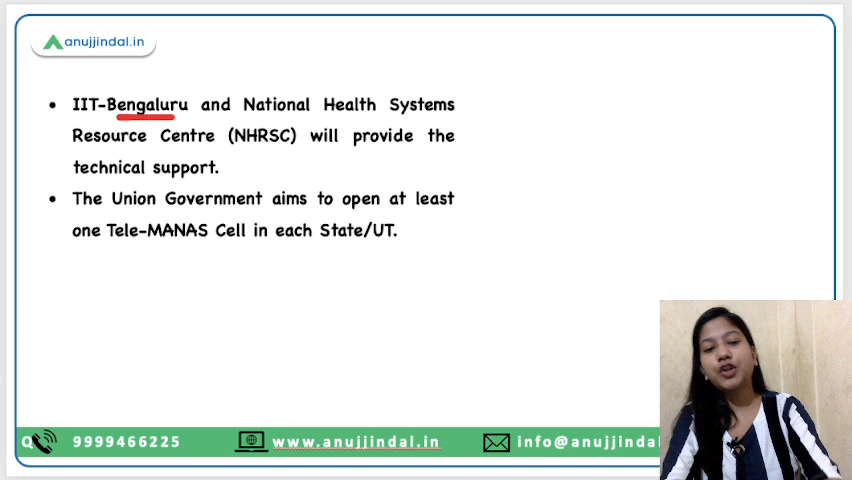 anujjindal.in
• IIT-Bengaluru and National Health Systems
Resource Centre (NHRSC) will provide the
technical support.
• The Union Government aims to open at least
one Tele-MANAS Cell in each State/UT.
Q 9999466225 www.anujjindal.in info@anujjindal